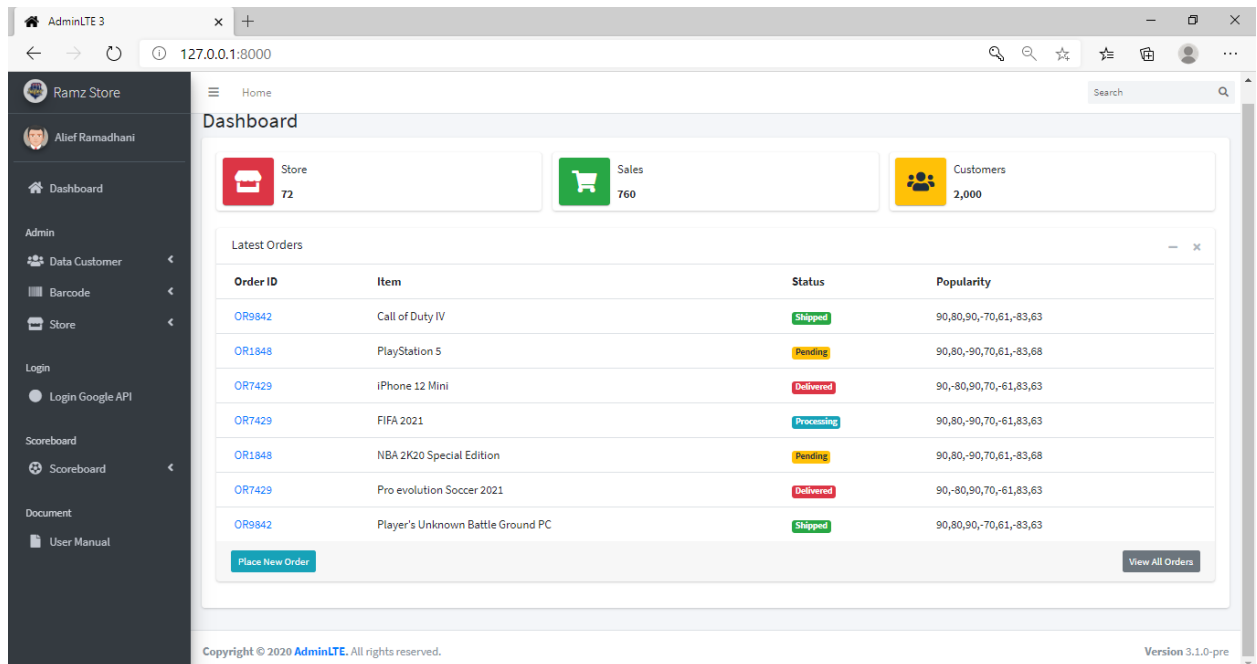 AdminLTE 3
127.0.0.1:8000
Ramz Store
Home
Search
Alief Ramadhani
Dashboard
Admin
Data Customer
Barcode
Store
Login
Login Google API
Scoreboard
Scoreboard
Document
User Manual
Dashboard
Store
72
Sales
760
Customers
2,000
Latest Orders
Order ID Item Status Popularity
OR9842 Call of Duty IV Shipped 90,80,90,-70,61,-83,63
OR1848 PlayStation 5 Pending 90,80,-90,70,61,-83,68
OR7429 iPhone 12 Mini Delivered 90,-80,90,70,-61,83,63
OR7429 FIFA 2021 Processing 90,80,-90,70,-61,83,63
OR1848 NBA 2K20 Special Edition Pending 90,80,-90,70,61,-83,68
OR7429 Pro evolution Soccer 2021 Delivered 90,-80,90,70,-61,83,63
OR9842 Player's Unknown Battle Ground PC Shipped 90,80,90,-70,61,-83,63
Place New Order View All Orders
Copyright © 2020 AdminLTE. All rights reserved. Version 3.1.0-pre